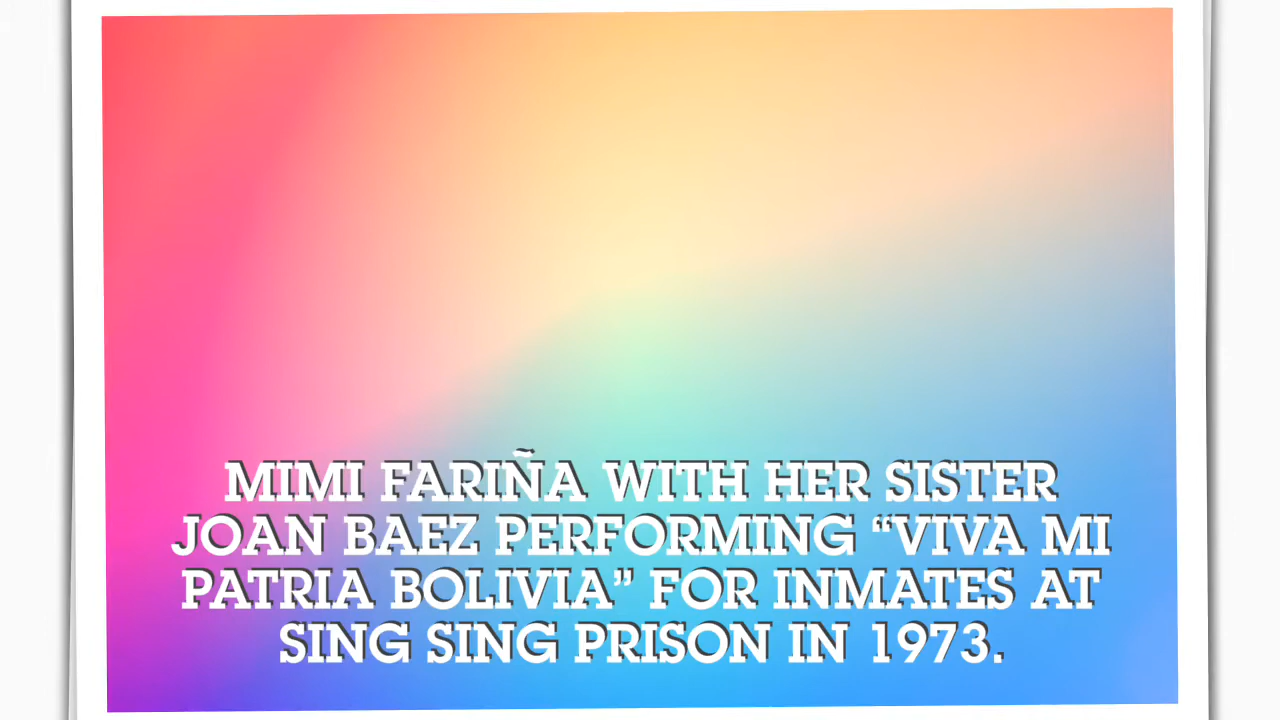 MIMI FARIÑA WITH HER SISTER
JOAN BAEZ PERFORMING “VIVA MI
PATRIA BOLIVIA” FOR INMATES AT
SING SING PRISON IN 1973.